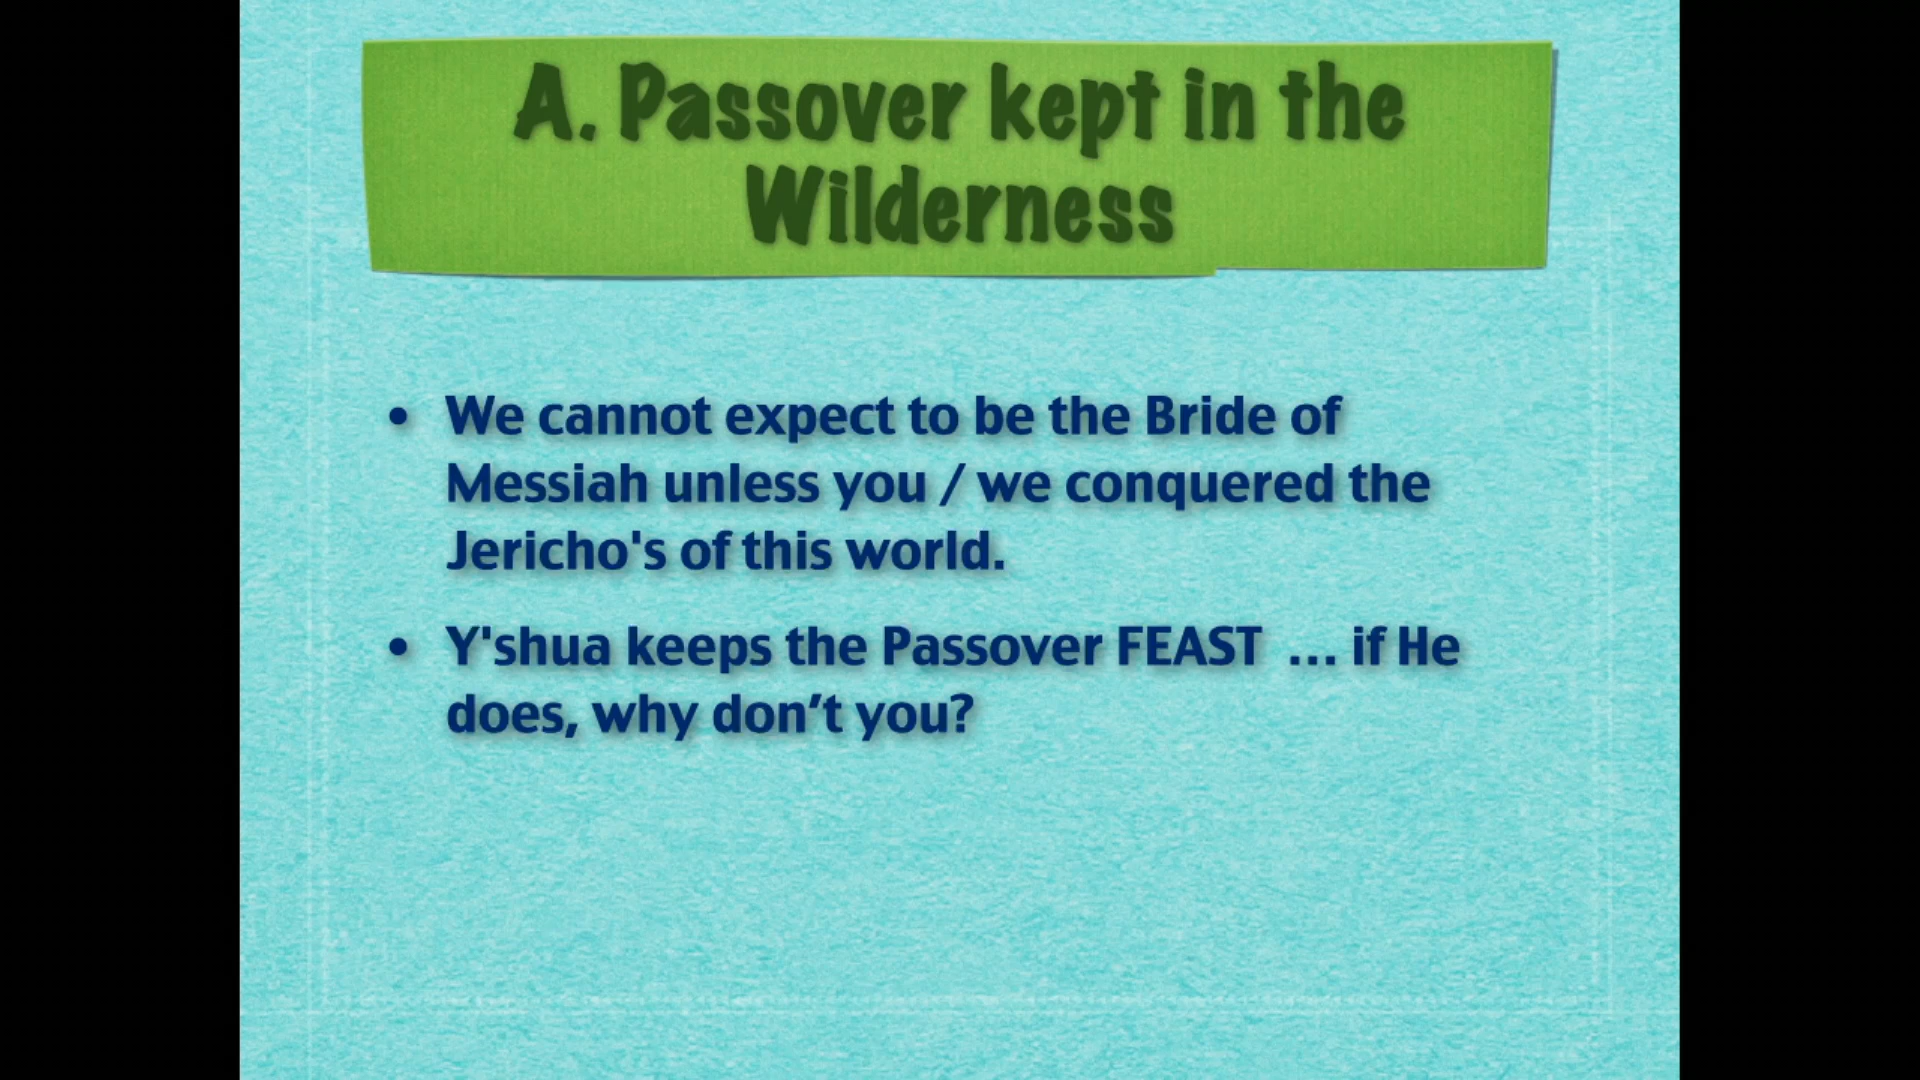 A. Passover kept in the
Wilderness
• We cannot expect to be the Bride of
Messiah unless you / we conquered the
Jericho's of this world.
• Y'shua keeps the Passover FEAST ... if He
does, why don’t you?